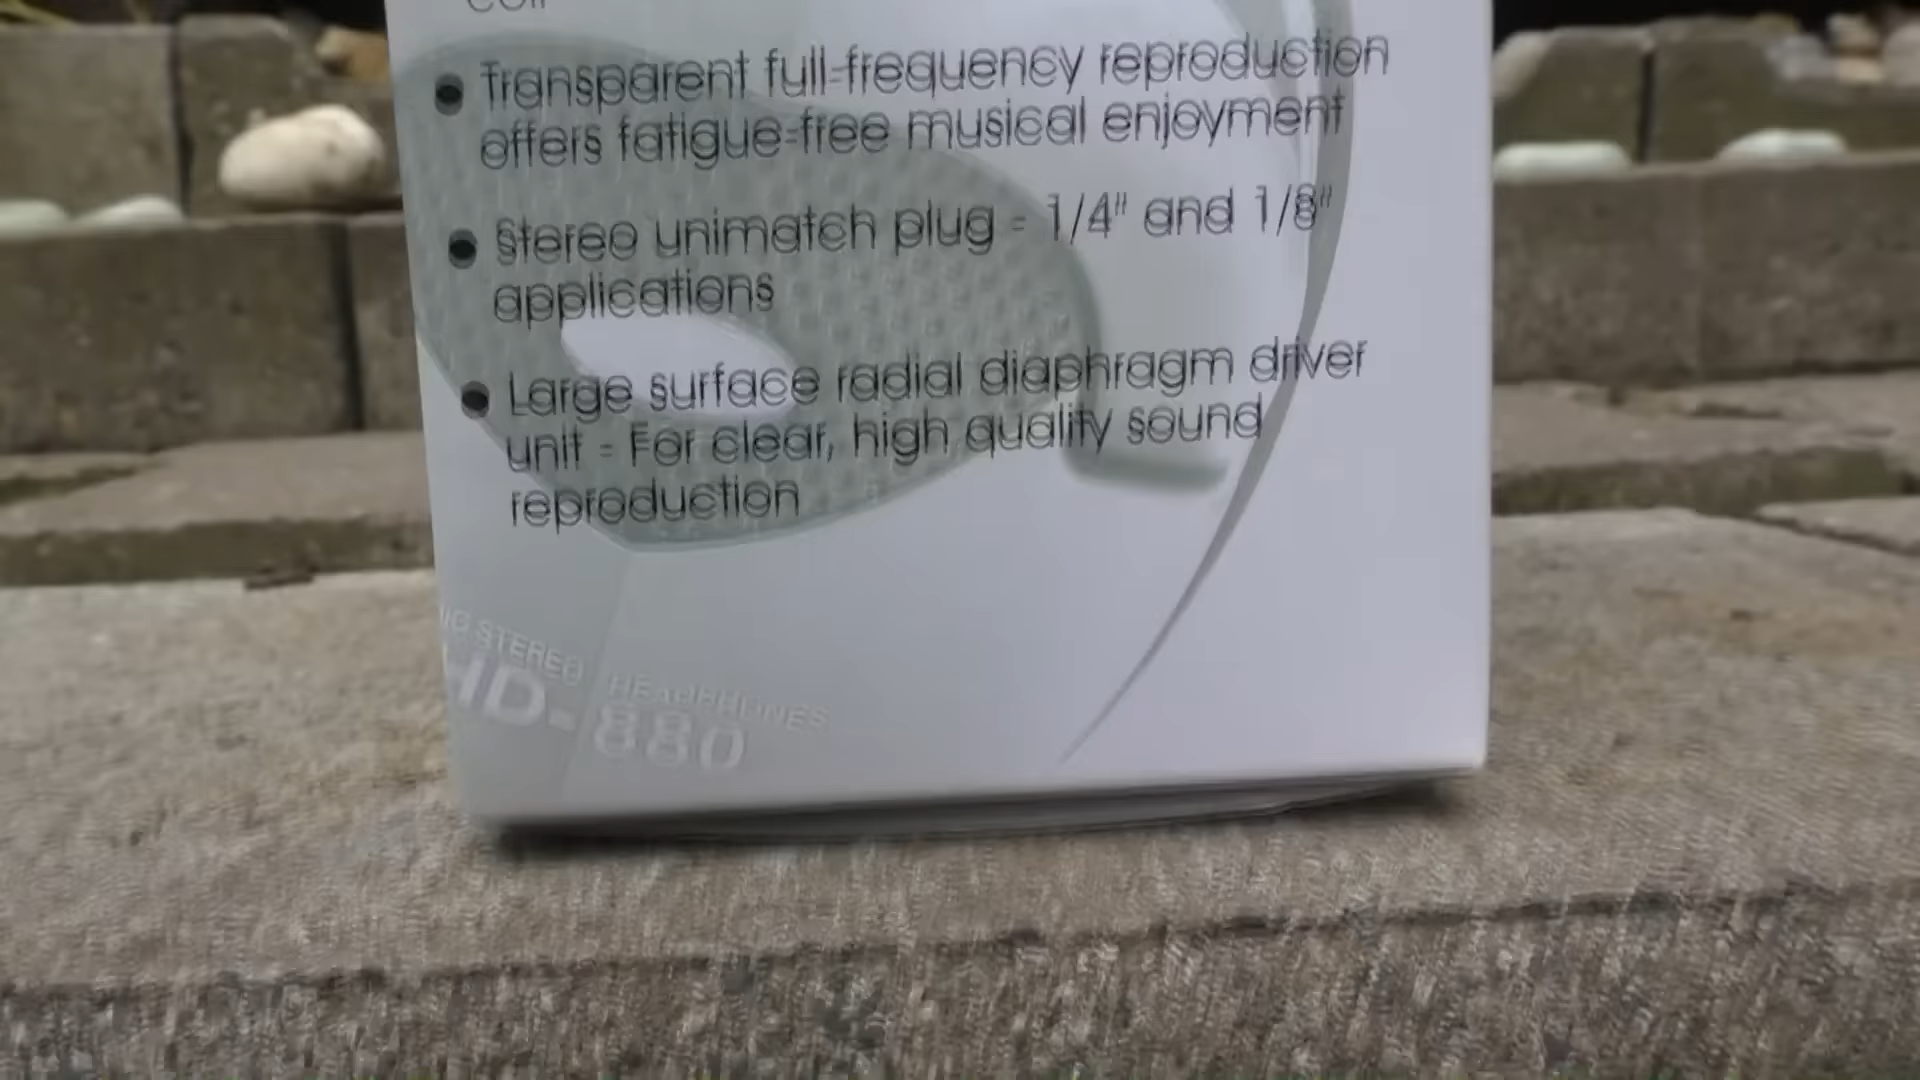 Transparent full-frequency reproduction
offers fatigue-free musical enjoyment
Stereo unimatch plug - 1/4" and 1/8"
applications
Large surface radial diaphragm driver
unit - For clear, high quality sound
reproduction
STEREO HEADPHONES
HD-880